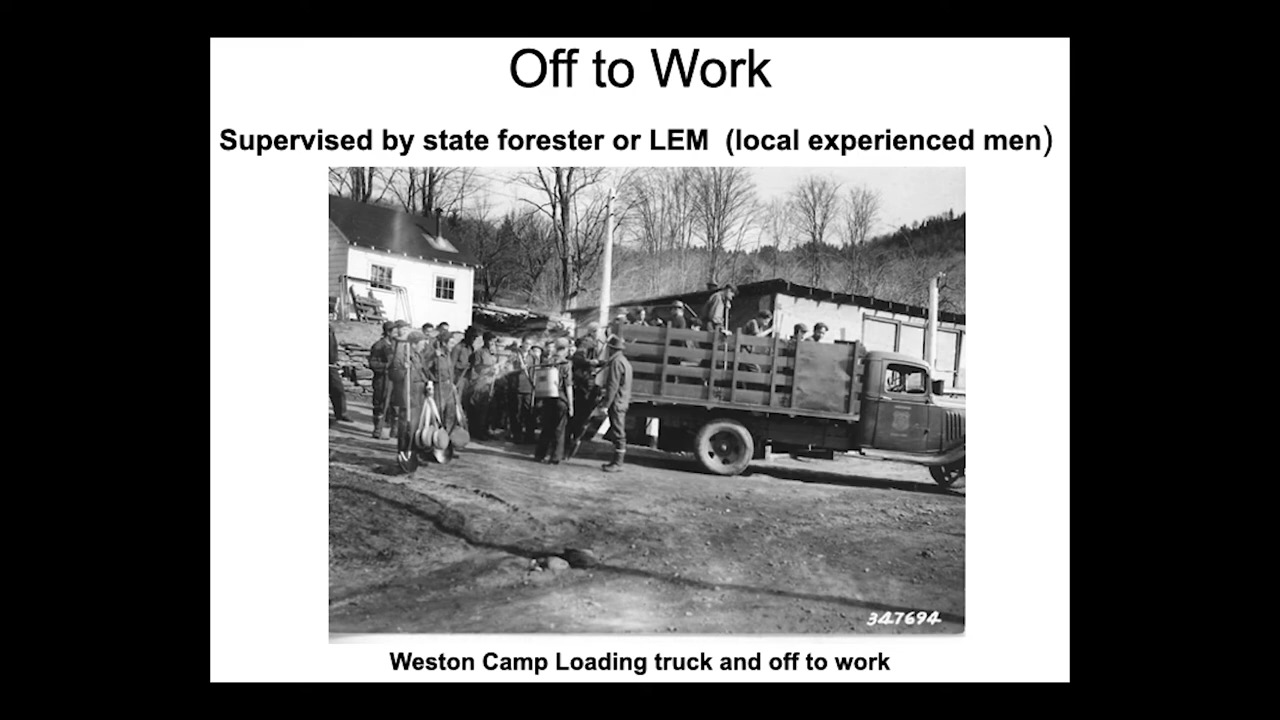 Off to Work
Supervised by state forester or LEM (local experienced men)
347694
Weston Camp Loading truck and off to work